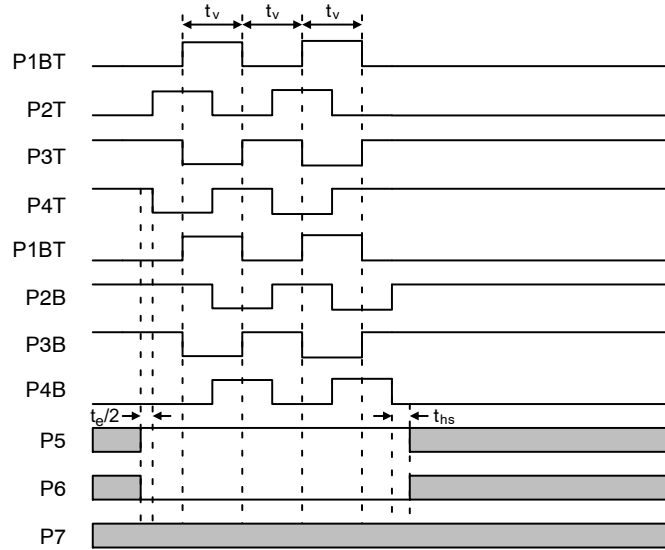 tv tv tv
P1BT
P2T
P3T
P4T
P1BT
P2B
P3B
P4B
te/2 ths
P5
P6
P7